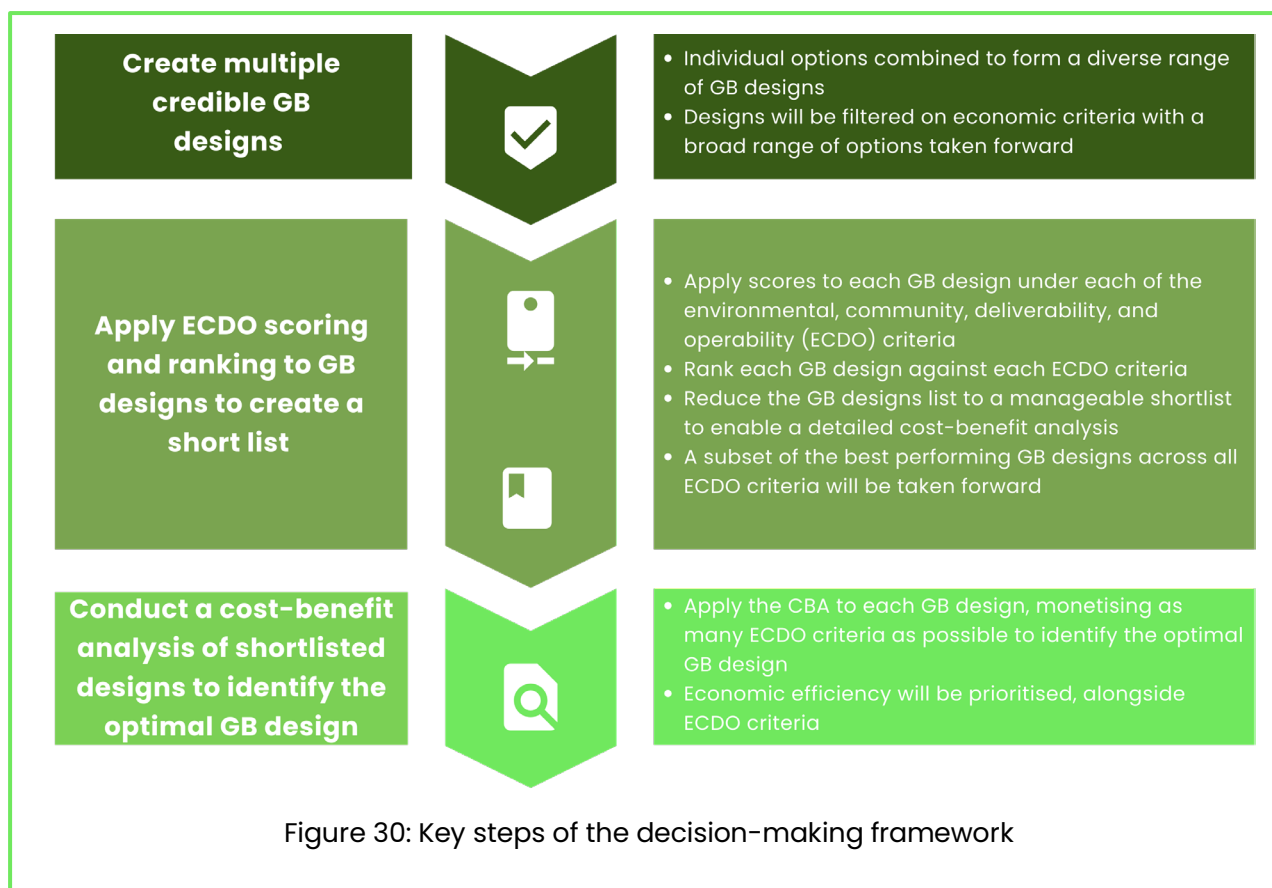 Create multiple
credible GB
designs
• Individual options combined to form a diverse range
of GB designs
• Designs will be filtered on economic criteria with a
broad range of options taken forward
Apply ECDO scoring
and ranking to GB
designs to create a
short list
• Apply scores to each GB design under each of the
environmental, community, deliverability, and
operability (ECDO) criteria
• Rank each GB design against each ECDO criteria
• Reduce the GB designs list to a manageable shortlist
to enable a detailed cost-benefit analysis
• A subset of the best performing GB designs across all
ECDO criteria will be taken forward
Conduct a cost-benefit
analysis of shortlisted
designs to identify the
optimal GB design
• Apply the CBA to each GB design, monetising as
many ECDO criteria as possible to identify the optimal
GB design
• Economic efficiency will be prioritised, alongside
ECDO criteria
Figure 30: Key steps of the decision-making framework